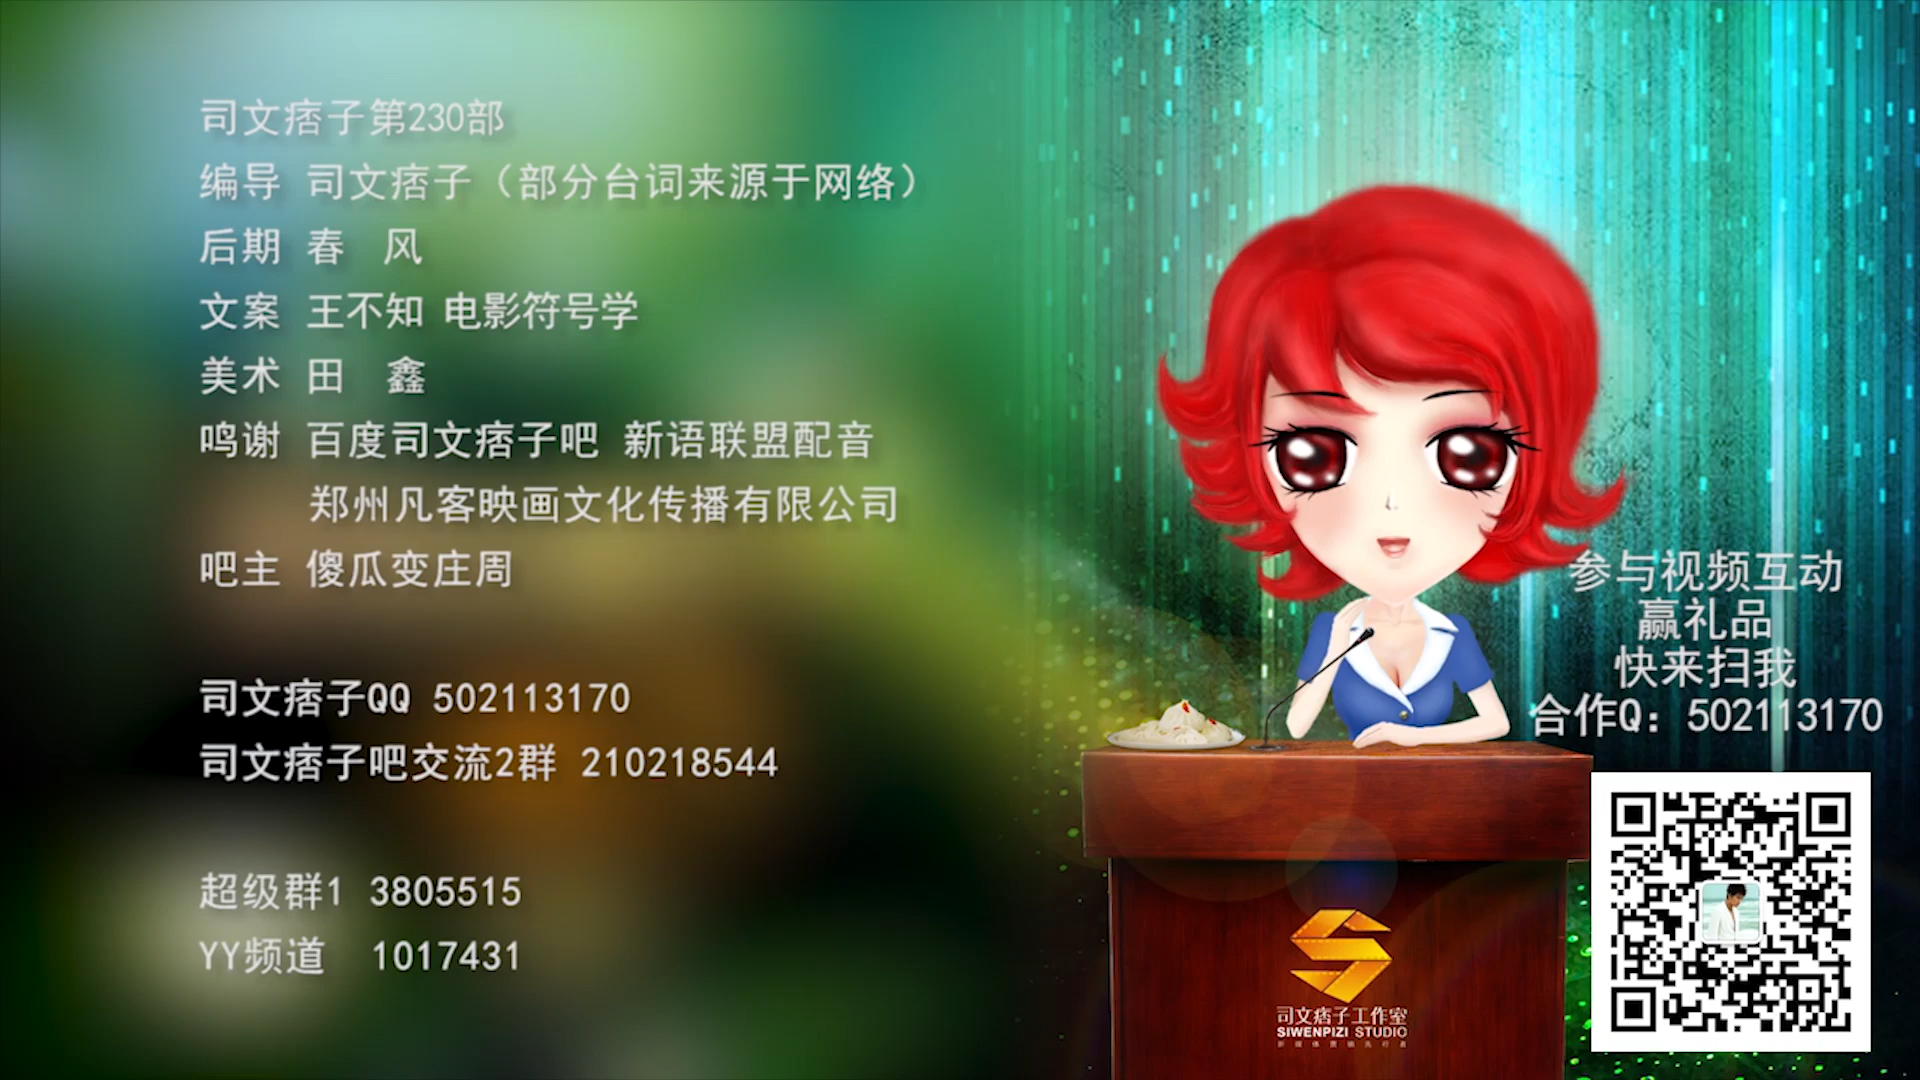 司文痞子第230部
编导 司文痞子（部分台词来源于网络）
后期 春 风
文案 王不知 电影符号学
美术 田 鑫
鸣谢 百度司文痞子吧 新语联盟配音
郑州凡客映画文化传播有限公司
吧主 傻瓜变庄周
司文痞子QQ 502113170
司文痞子吧交流2群 210218544
超级群1 3805515
YY频道 1017431
参与视频互动
赢礼品
快来扫我
合作Q：502113170
司文痞子工作室
SIWENPIZI STUDIO